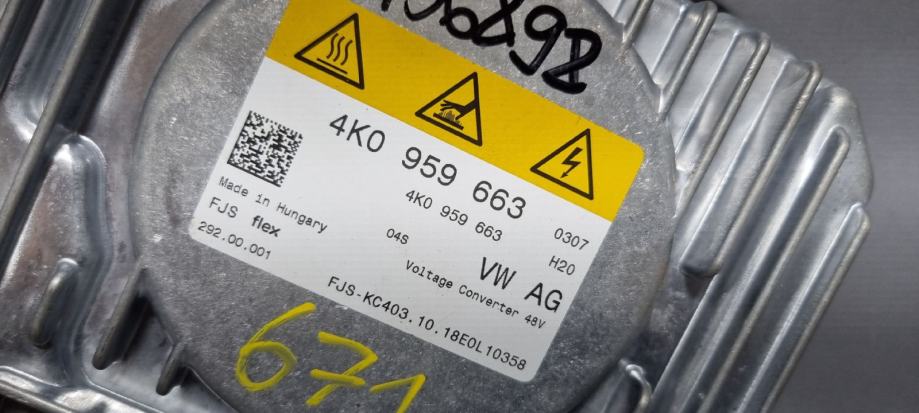 4K0 959 663
4K0 959 663 0307
04S H20
VW AG
Voltage Converter 48V
Made in Hungary
FJS flex
292.00.001
FJS-KC403.10.18E0L10358
671